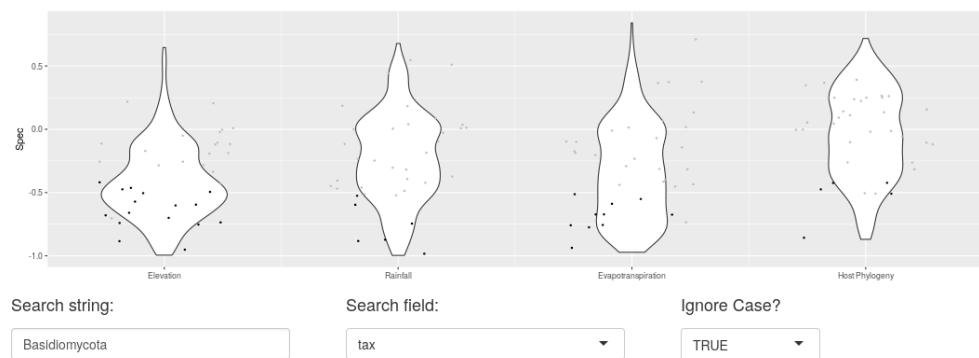 0.5
0.0
-0.5
-1.0
Spec
Elevation Rainfall Evapotranspiration Host Phylogeny
Search string: Search field: Ignore Case?
Basidiomycota tax TRUE